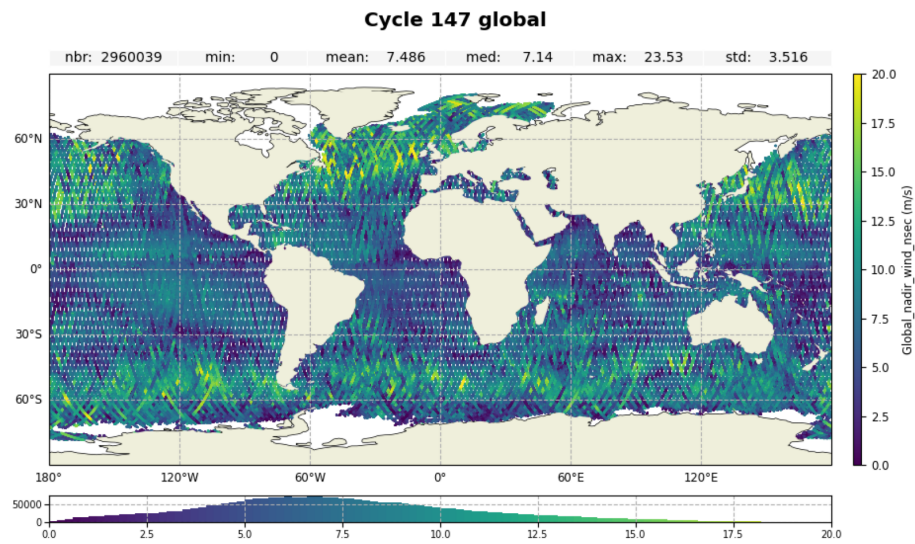 Cycle 147 global
nbr: 2960039 min: 0 mean: 7.486 med: 7.14 max: 23.53 std: 3.516
60°N
30°N
0°
30°S
60°S
180° 120°W 60°W 0° 60°E 120°E
20.0
17.5
15.0
12.5
10.0
7.5
5.0
2.5
0.0
Global_nadir_wind_nsec (m/s)
50000
0
0.0 2.5 5.0 7.5 10.0 12.5 15.0 17.5 20.0